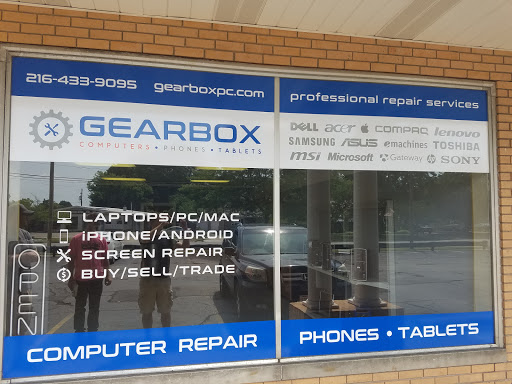 216-433-9095 gearboxpc.com
GEARBOX
COMPUTERS • PHONES • TABLETS
LAPTOPS/PC/MAC
IPHONE/ANDROID
SCREEN REPAIR
BUY/SELL/TRADE
OPEN
COMPUTER REPAIR
professional repair services
DELL acer COMPAQ lenovo
SAMSUNG ASUS emachines TOSHIBA
msi Microsoft Gateway hp SONY
PHONES • TABLETS